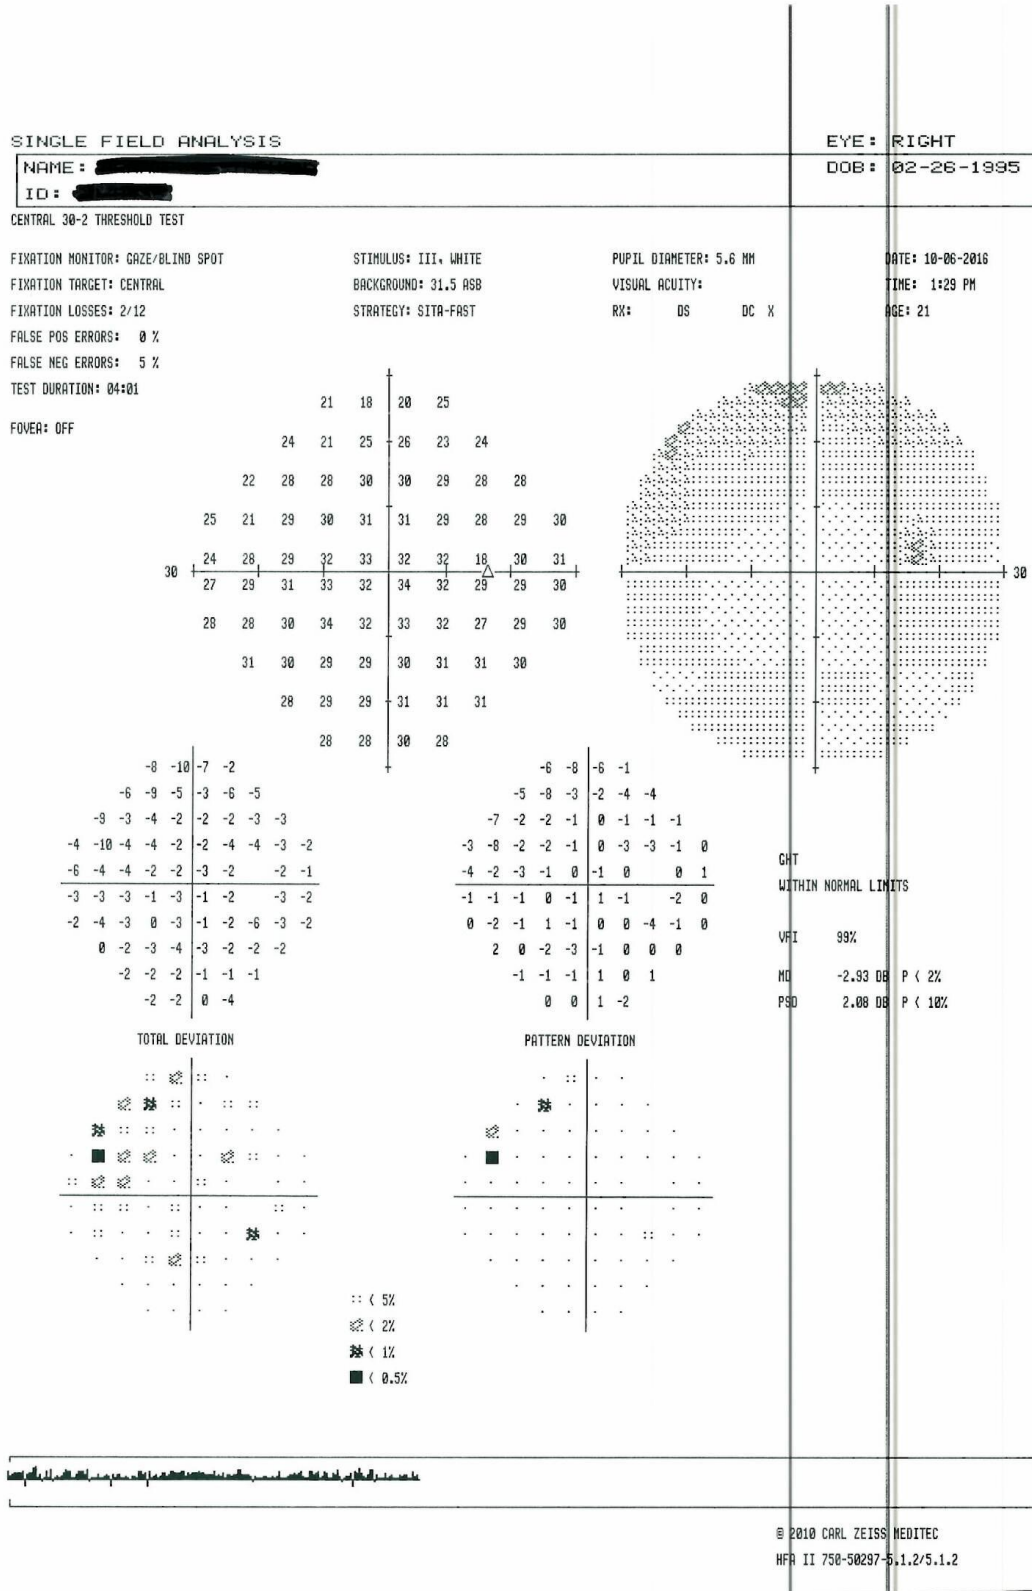 SINGLE FIELD ANALYSIS EYE: RIGHT
NAME: DOB: 02-26-1995
ID:
CENTRAL 30-2 THRESHOLD TEST
FIXATION MONITOR: GAZE/BLIND SPOT STIMULUS: III, WHITE PUPIL DIAMETER: 5.6 MM DATE: 10-06-2016
FIXATION TARGET: CENTRAL BACKGROUND: 31.5 ASB VISUAL ACUITY: TIME: 1:29 PM
FIXATION LOSSES: 2/12 STRATEGY: SITA-FAST RX: DS DC X AGE: 21
FALSE POS ERRORS: 0 %
FALSE NEG ERRORS: 5 %
TEST DURATION: 04:01
FOVEA: OFF
21 18 20 25
24 21 25 26 23 24
22 28 28 30 30 29 28 28
25 21 29 30 31 31 29 28 29 30
24 28 29 32 33 32 32 18 30 31
30 30
27 29 31 33 32 34 32 29 29 30
28 28 30 34 32 33 32 27 29 30
31 30 29 29 30 31 31 30
28 29 29 31 31 31
28 28 30 28
-8 -10 -7 -2 -6 -8 -6 -1
-6 -9 -5 -3 -6 -5 -5 -8 -3 -2 -4 -4
-9 -3 -4 -2 -2 -2 -3 -3 -7 -2 -2 -1 0 -1 -1 -1
-4 -10 -4 -4 -2 -2 -4 -4 -3 -2 -3 -8 -2 -2 -1 0 -3 -3 -1 0
-6 -4 -4 -2 -2 -3 -2 -2 -1 -4 -2 -3 -1 0 -1 0 0 1
-3 -3 -3 -1 -3 -1 -2 -3 -2 -1 -1 -1 0 -1 1 -1 -2 0
-2 -4 -3 0 -3 -1 -2 -6 -3 -2 0 -2 -1 1 -1 0 0 -4 -1 0
0 -2 -3 -4 -3 -2 -2 -2 2 0 -2 -3 -1 0 0 0
-2 -2 -2 -1 -1 -1 -1 -1 -1 1 0 1
-2 -2 0 -4 0 0 1 -2
GHT
WITHIN NORMAL LIMITS
VFI 99%
MD -2.93 DB P < 2%
PSD 2.08 DB P < 10%
TOTAL DEVIATION PATTERN DEVIATION
< 5%
< 2%
< 1%
< 0.5%
© 2010 CARL ZEISS MEDITEC
HFA II 750-50297-5.1.2/5.1.2